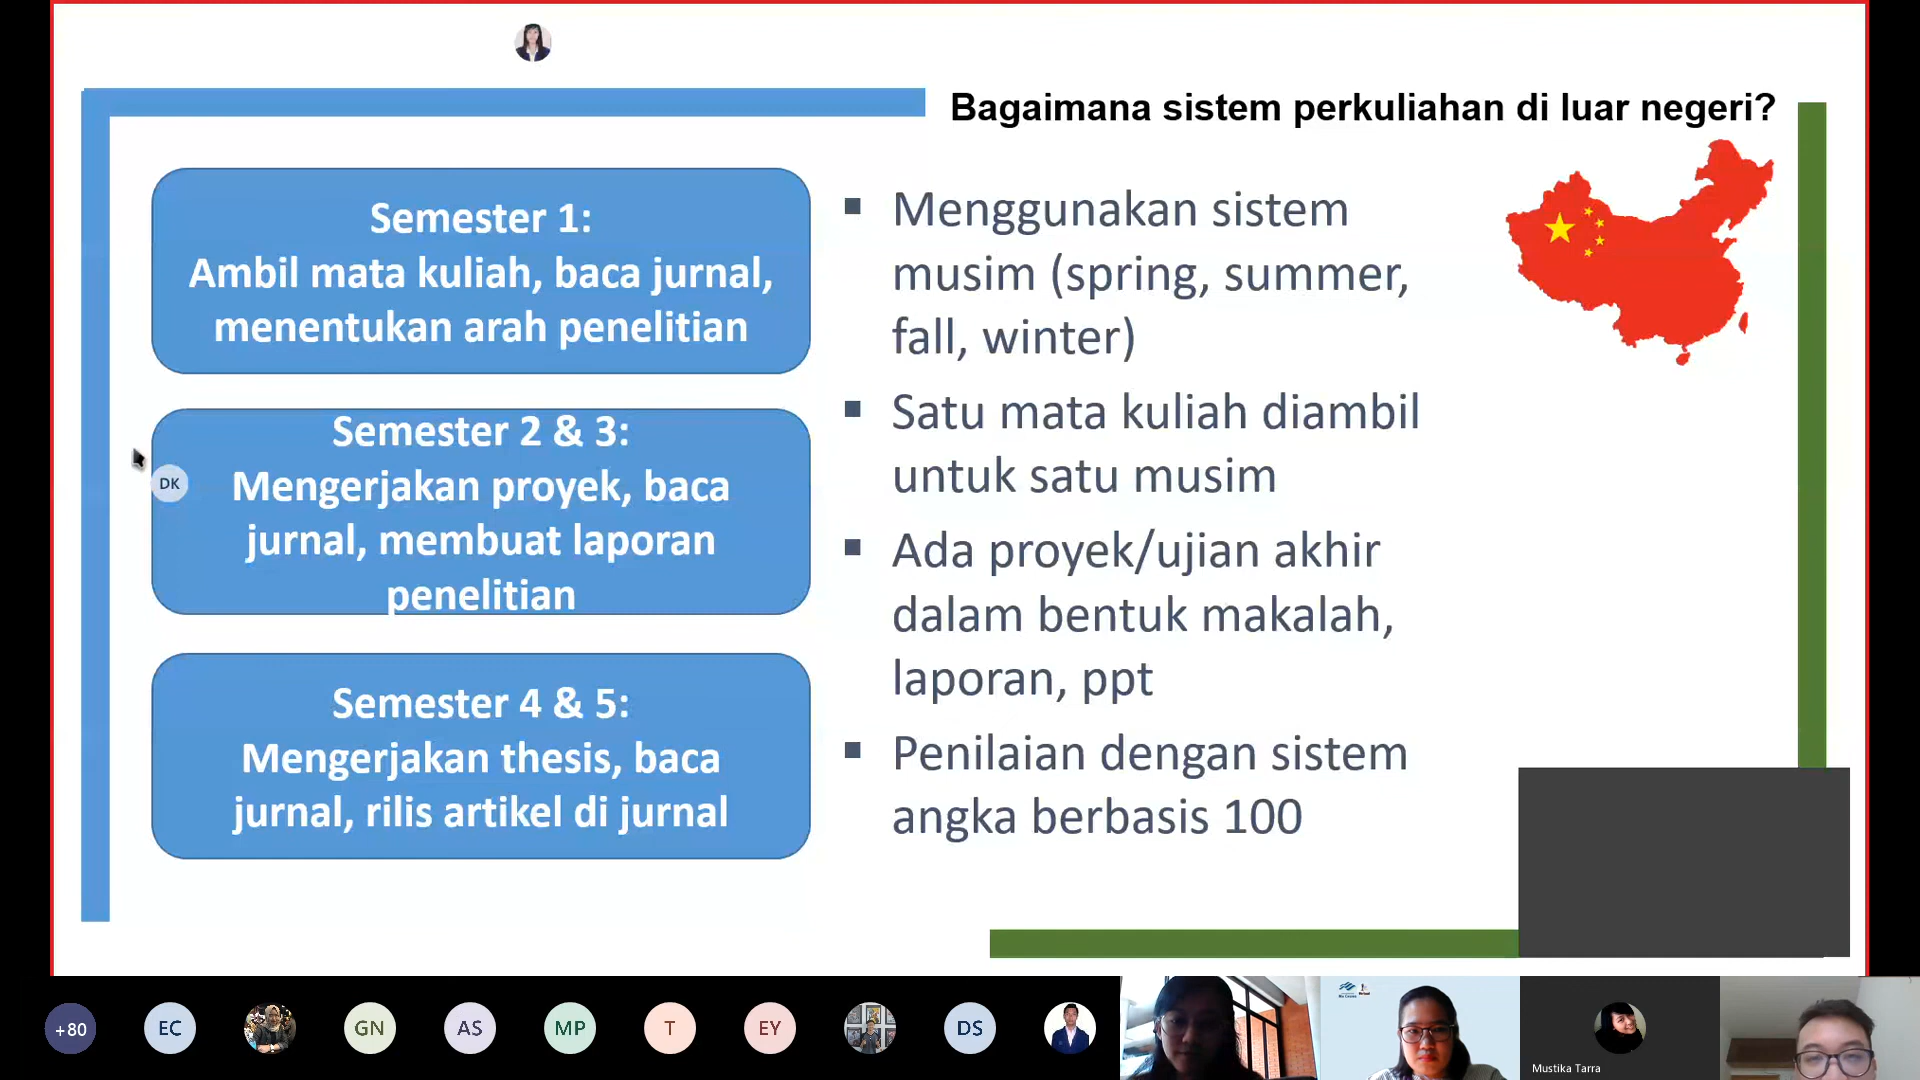 Bagaimana sistem perkuliahan di luar negeri?
Semester 1:
Ambil mata kuliah, baca jurnal,
menentukan arah penelitian
Semester 2 & 3:
Mengerjakan proyek, baca
jurnal, membuat laporan
penelitian
DK
Semester 4 & 5:
Mengerjakan thesis, baca
jurnal, rilis artikel di jurnal
▪ Menggunakan sistem
musim (spring, summer,
fall, winter)
▪ Satu mata kuliah diambil
untuk satu musim
▪ Ada proyek/ujian akhir
dalam bentuk makalah,
laporan, ppt
▪ Penilaian dengan sistem
angka berbasis 100
+80
EC
GN
AS
MP
T
EY
DS
Mustika Tarra